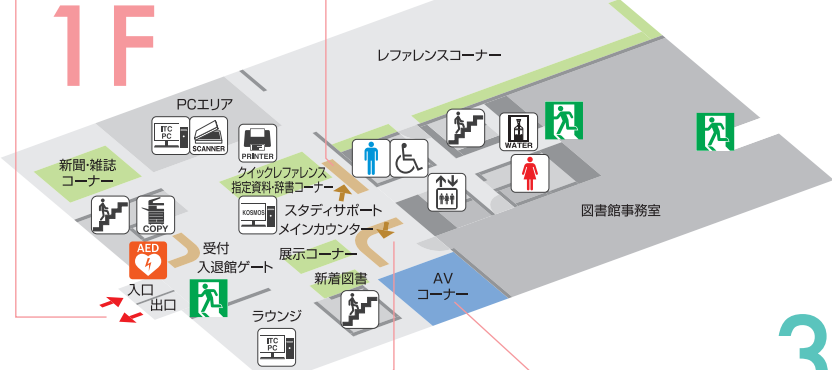 1F
レファレンスコーナー
PCエリア
ITC
PC
SCANNER
PRINTER
WATER
新聞・雑誌
コーナー
クイックレファレンス
指定資料・辞書コーナー
COPY
KOSMOS
スタディサポート
メインカウンター
図書館事務室
AED
受付
入退館ゲート
展示コーナー
新着図書
AV
コーナー
入口
出口
ラウンジ
ITC
PC
3